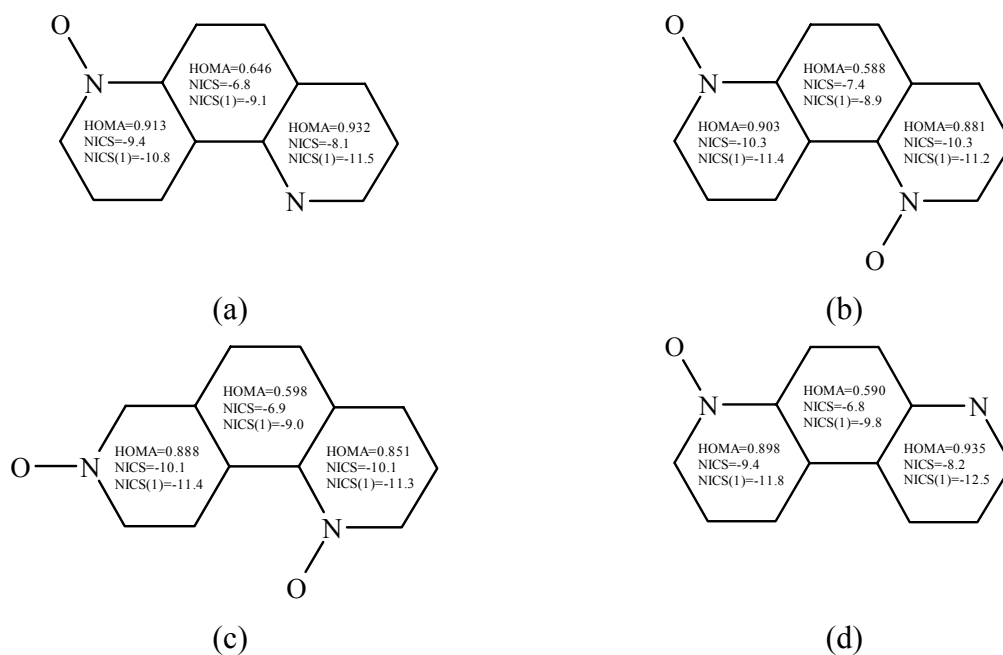 O
N
HOMA=0.646
NICS=-6.8
NICS(1)=-9.1
HOMA=0.913
NICS=-9.4
NICS(1)=-10.8
HOMA=0.932
NICS=-8.1
NICS(1)=-11.5
N
(a)
O
N
HOMA=0.588
NICS=-7.4
NICS(1)=-8.9
HOMA=0.903
NICS=-10.3
NICS(1)=-11.4
HOMA=0.881
NICS=-10.3
NICS(1)=-11.2
N
O
(b)
HOMA=0.598
NICS=-6.9
NICS(1)=-9.0
O
N
HOMA=0.888
NICS=-10.1
NICS(1)=-11.4
HOMA=0.851
NICS=-10.1
NICS(1)=-11.3
N
O
(c)
O
N
HOMA=0.590
NICS=-6.8
NICS(1)=-9.8
N
HOMA=0.898
NICS=-9.4
NICS(1)=-11.8
HOMA=0.935
NICS=-8.2
NICS(1)=-12.5
(d)